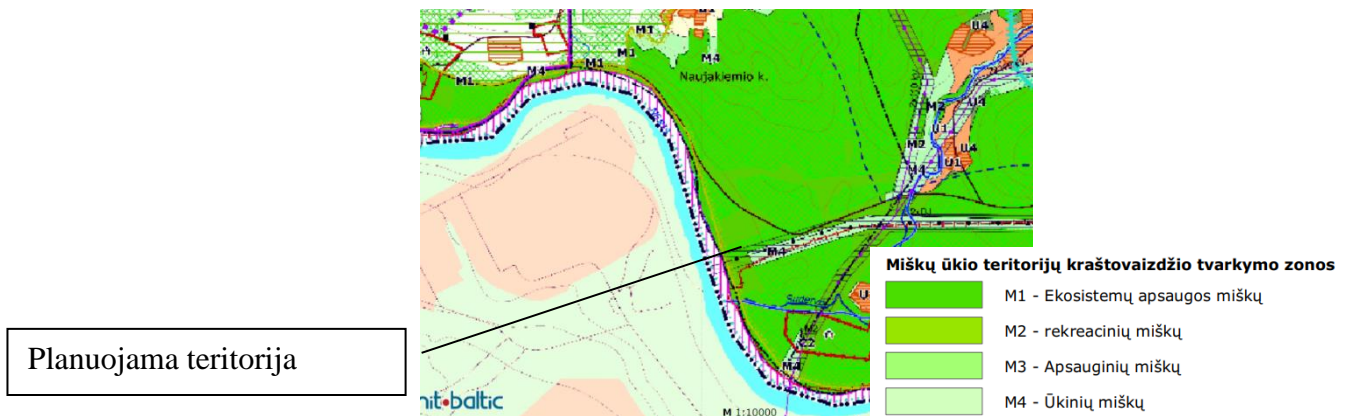 U4
M1
M1
M4
Naujakiemio k.
M1
M4
M1
M2
U4
U1
U4
M2
U1
M4
M4
Planuojama teritorija
M4
M 1:10000
Miškų ūkio teritorijų kraštovaizdžio tvarkymo zonos
M1 - Ekosistemų apsaugos miškų
M2 - rekreacinių miškų
M3 - Apsauginių miškų
M4 - Ūkinių miškų